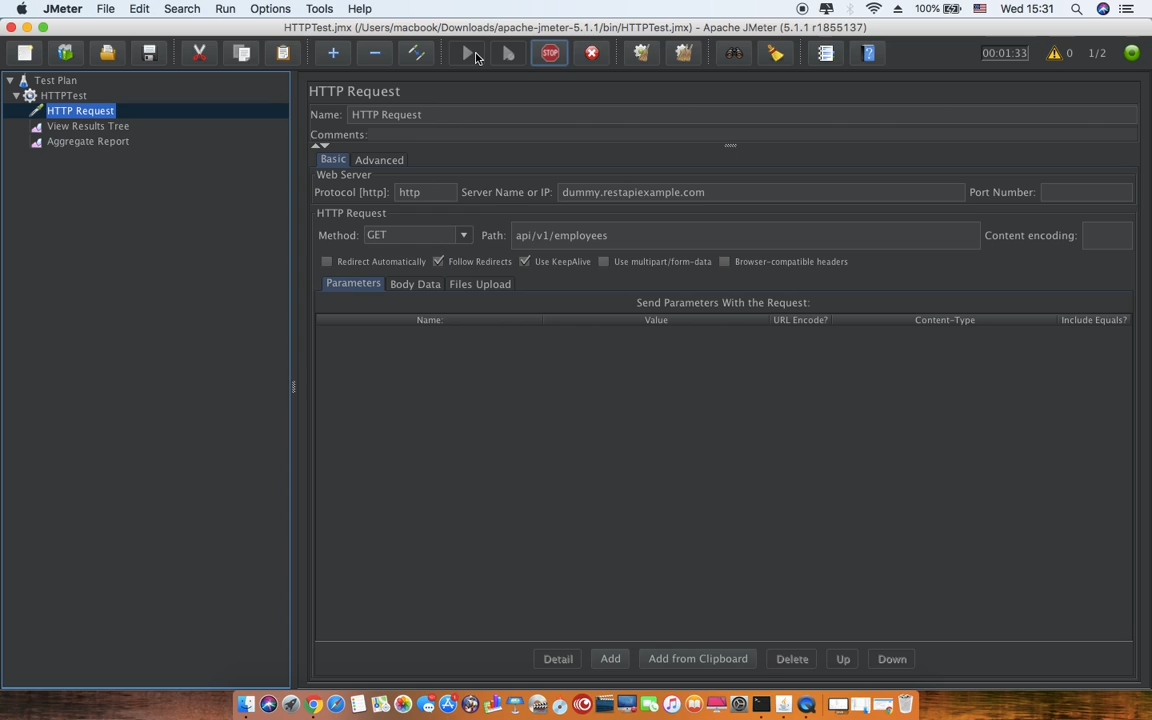 JMeter File Edit Search Run Options Tools Help 100% Wed 15:31
HTTPTest.jmx (/Users/macbook/Downloads/apache-jmeter-5.1.1/bin/HTTPTest.jmx) - Apache JMeter (5.1.1 r1855137)
STOP 00:01:33 0 1/2
Test Plan
HTTPTest
HTTP Request
View Results Tree
Aggregate Report
HTTP Request
Name: HTTP Request
Comments:
Basic Advanced
Web Server
Protocol [http]: http Server Name or IP: dummy.restapiexample.com Port Number:
HTTP Request
Method: GET Path: api/v1/employees Content encoding:
Redirect Automatically Follow Redirects Use KeepAlive Use multipart/form-data Browser-compatible headers
Parameters Body Data Files Upload
Send Parameters With the Request:
Name: Value URL Encode? Content-Type Include Equals?
Detail Add Add from Clipboard Delete Up Down